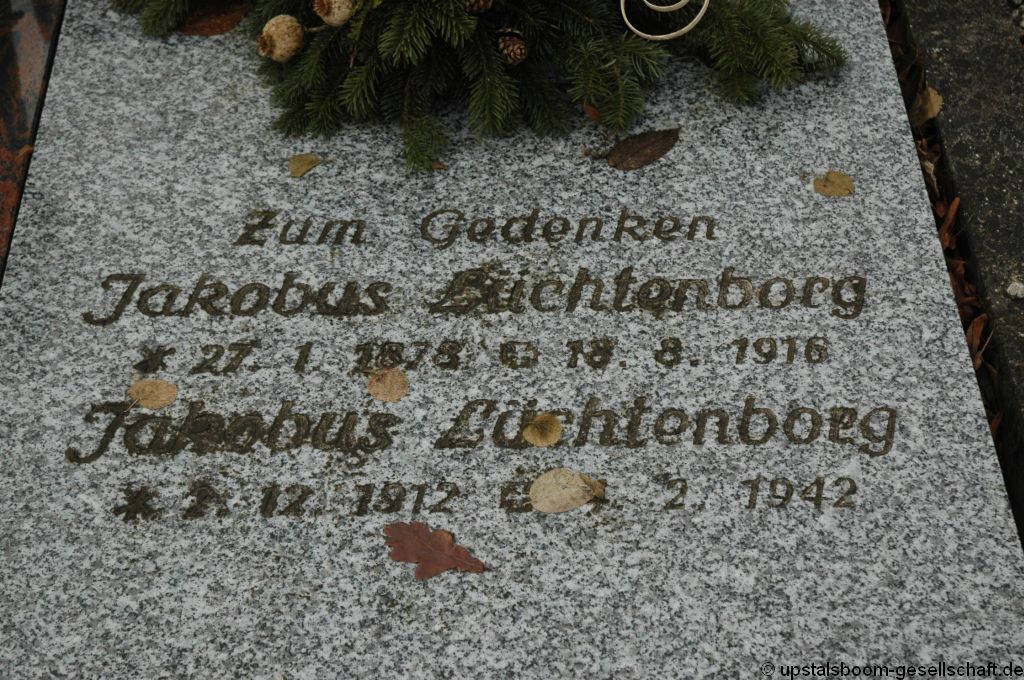 Zum Gedenken
Jakobus Lüchtenborg
* 27. 1. 1878 18. 8. 1916
Jakobus Lüchtenborg
* 2. 12. 1912 2. 1942
© upstalsboom-gesellschaft.de